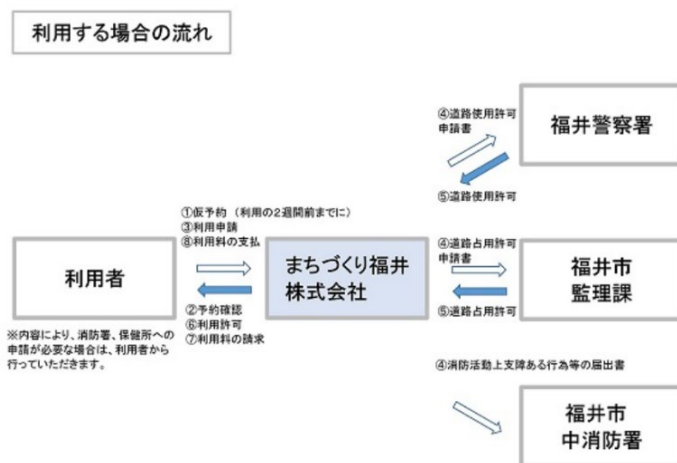 利用する場合の流れ
④道路使用許可
申請書
福井警察署
⑤道路使用許可
①仮予約 （利用の2週間前までに）
③利用申請
⑧利用料の支払
利用者
まちづくり福井
株式会社
④道路占用許可
申請書
福井市
監理課
②予約確認
⑥利用許可
⑦利用料の請求
⑤道路占用許可
※内容により、消防署、保健所への
申請が必要な場合は、利用者から
行っていただきます。
④消防活動上支障ある行為等の届出書
福井市
中消防署